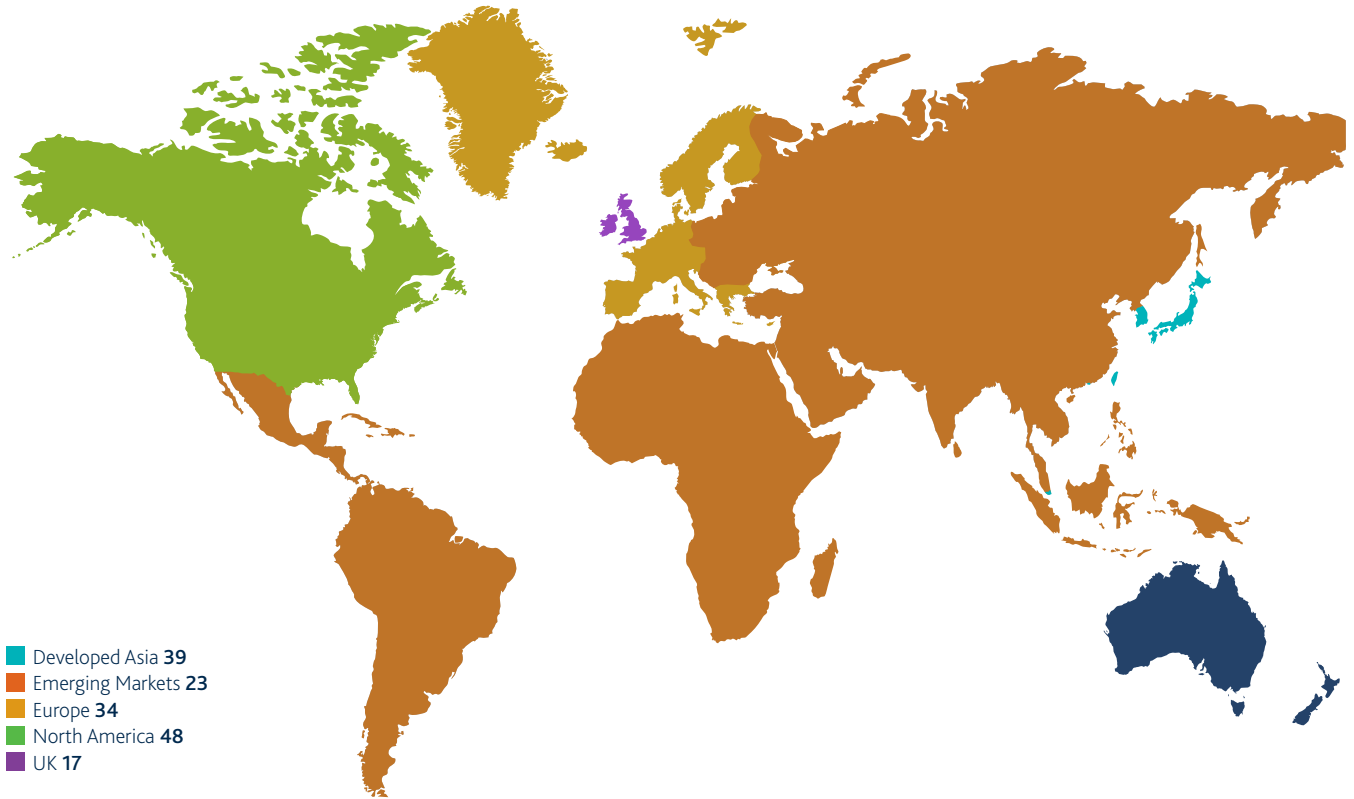 Developed Asia 39
Emerging Markets 23
Europe 34
North America 48
UK 17